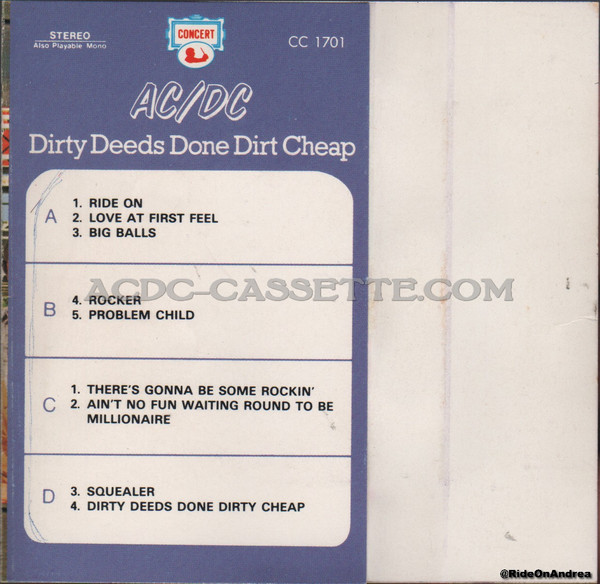 STEREO
Also Playable Mono
CONCERT
CC 1701
AC/DC
Dirty Deeds Done Dirt Cheap
A
1. RIDE ON
2. LOVE AT FIRST FEEL
3. BIG BALLS
ACDC-CASSETTE.COM
B
4. ROCKER
5. PROBLEM CHILD
C
1. THERE'S GONNA BE SOME ROCKIN'
2. AIN'T NO FUN WAITING ROUND TO BE
MILLIONAIRE
D
3. SQUEALER
4. DIRTY DEEDS DONE DIRTY CHEAP
@RideOnAndrea